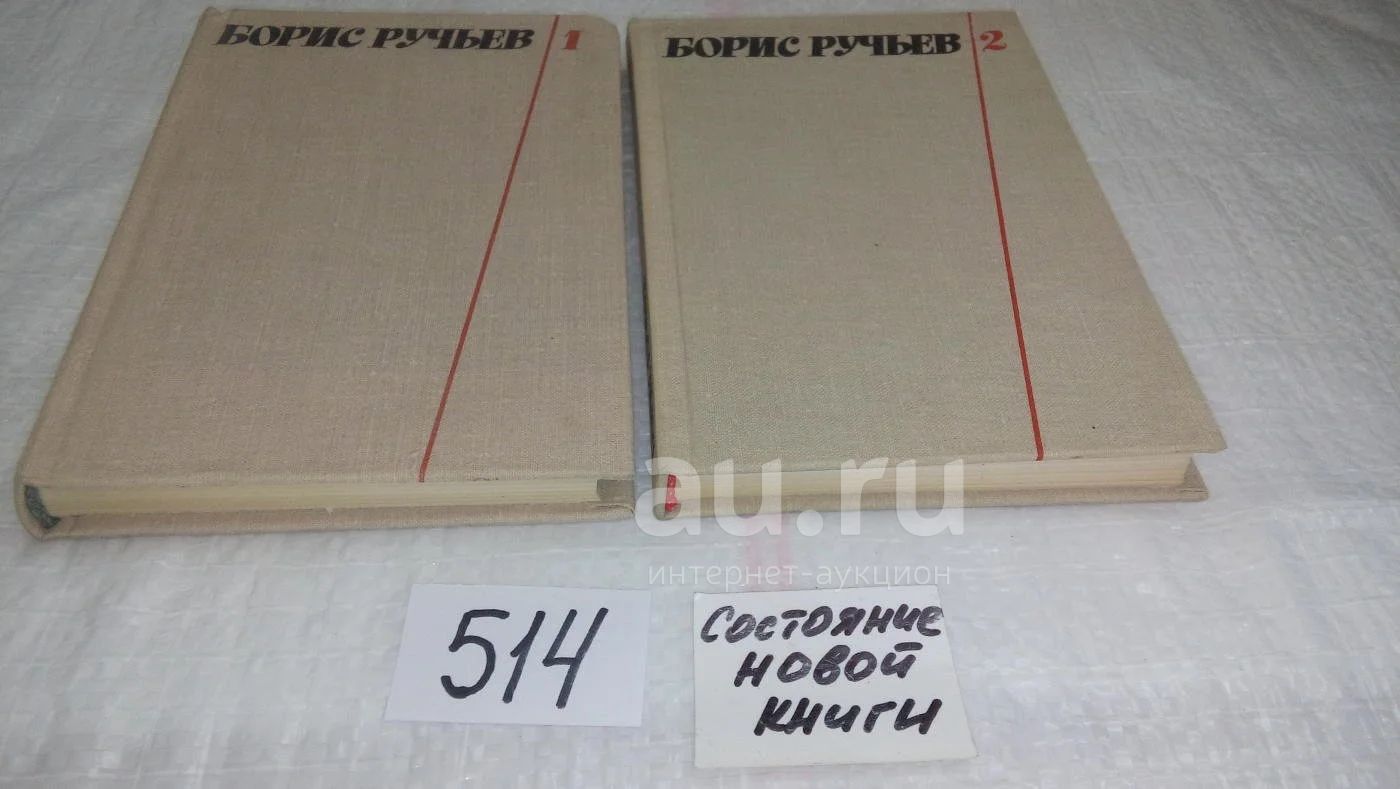 БОРИС РУЧЬЕВ 1
БОРИС РУЧЬЕВ 2
au.ru
интернет-аукцион
514
Состояние
новой
книги